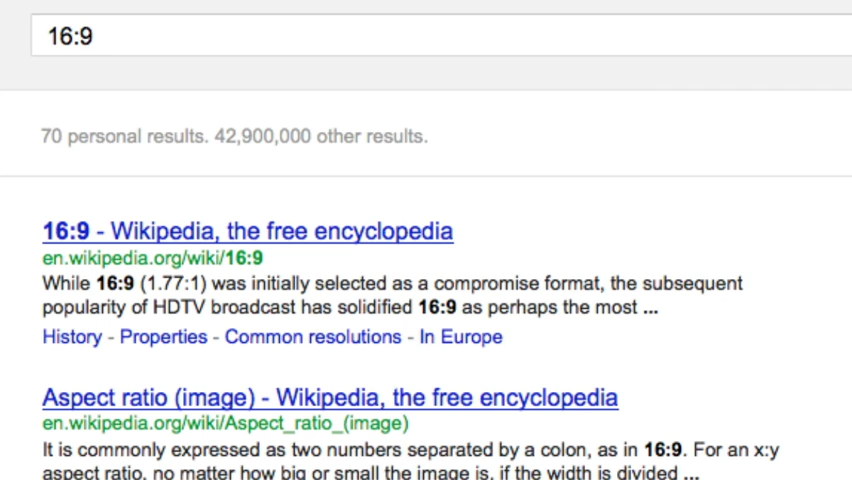 16:9
70 personal results. 42,900,000 other results.
16:9 - Wikipedia, the free encyclopedia
en.wikipedia.org/wiki/16:9
While 16:9 (1.77:1) was initially selected as a compromise format, the subsequent
popularity of HDTV broadcast has solidified 16:9 as perhaps the most ...
History - Properties - Common resolutions - In Europe
Aspect ratio (image) - Wikipedia, the free encyclopedia
en.wikipedia.org/wiki/Aspect_ratio_(image)
It is commonly expressed as two numbers separated by a colon, as in 16:9. For an x:y
aspect ratio, no matter how big or small the image is, if the width is divided ...